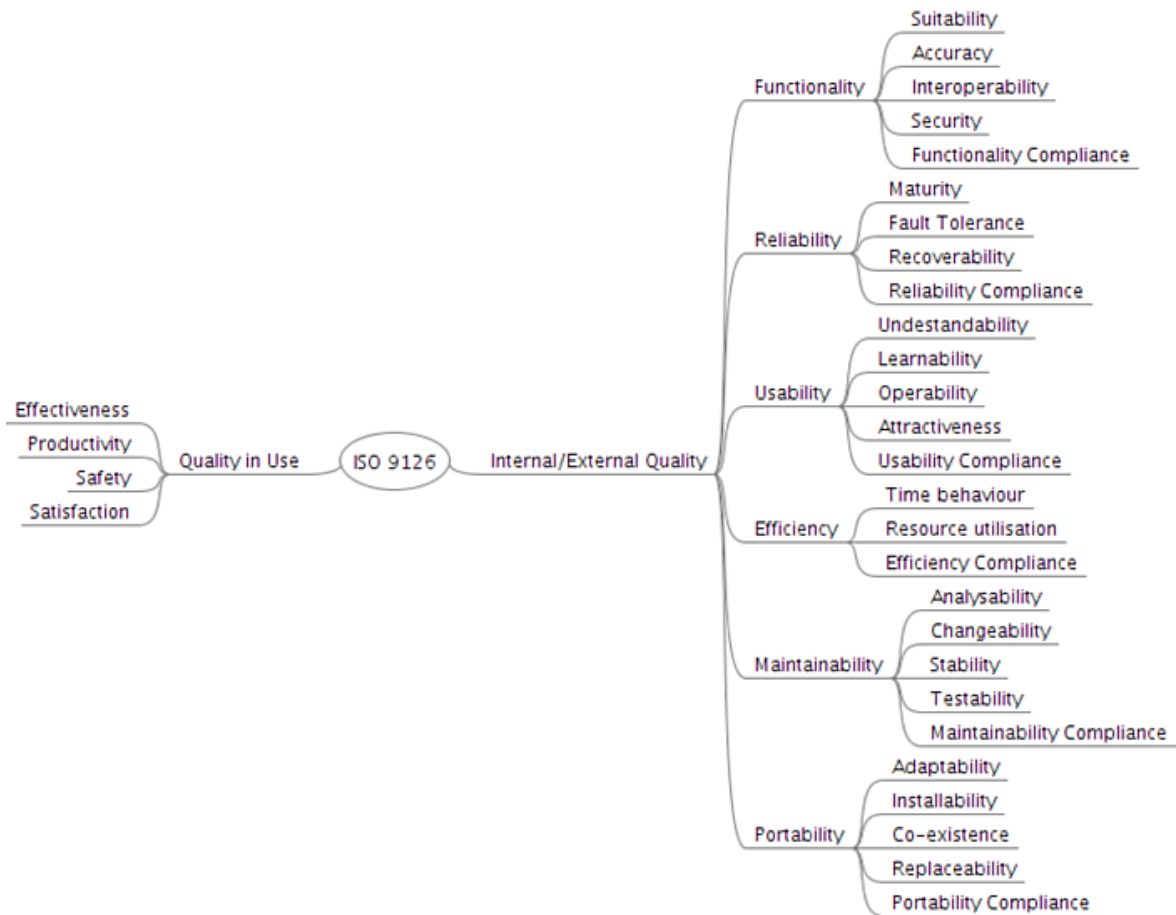 ISO 9126
Quality in Use
Effectiveness
Productivity
Safety
Satisfaction
Internal/External Quality
Functionality
Suitability
Accuracy
Interoperability
Security
Functionality Compliance
Reliability
Maturity
Fault Tolerance
Recoverability
Reliability Compliance
Usability
Undestandability
Learnability
Operability
Attractiveness
Usability Compliance
Efficiency
Time behaviour
Resource utilisation
Efficiency Compliance
Maintainability
Analysability
Changeability
Stability
Testability
Maintainability Compliance
Portability
Adaptability
Installability
Co-existence
Replaceability
Portability Compliance